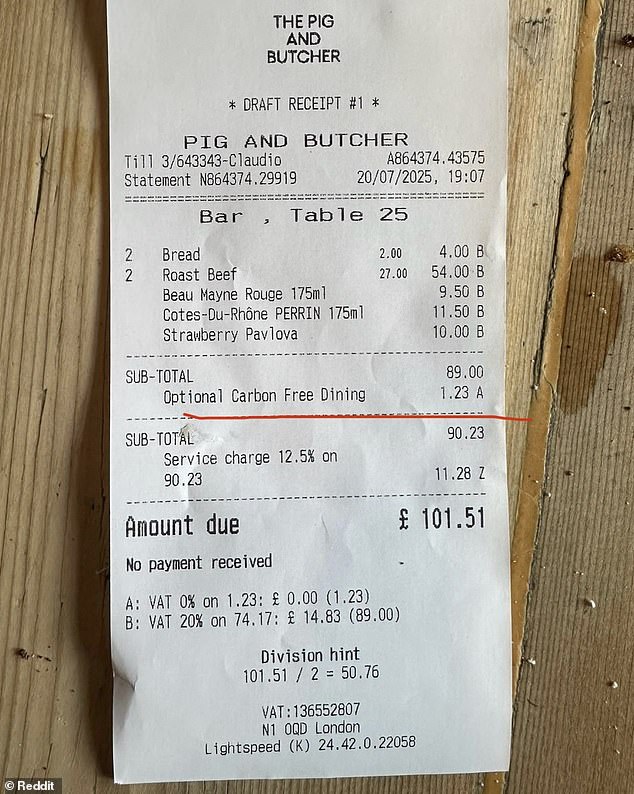 THE PIG
AND
BUTCHER
* DRAFT RECEIPT #1 *
PIG AND BUTCHER
Till 3/643343-Claudio A864374.43575
Statement N864374.29919 20/07/2025, 19:07
Bar , Table 25
2 Bread 2.00 4.00 B
2 Roast Beef 27.00 54.00 B
Beau Mayne Rouge 175ml 9.50 B
Cotes-Du-Rhône PERRIN 175ml 11.50 B
Strawberry Pavlova 10.00 B
SUB-TOTAL 89.00
Optional Carbon Free Dining 1.23 A
SUB-TOTAL 90.23
Service charge 12.5% on
90.23 11.28 Z
Amount due £ 101.51
No payment received
A: VAT 0% on 1.23: £ 0.00 (1.23)
B: VAT 20% on 74.17: £ 14.83 (89.00)
Division hint
101.51 / 2 = 50.76
VAT:136552807
N1 0QD London
Lightspeed (K) 24.42.0.22058
© Reddit